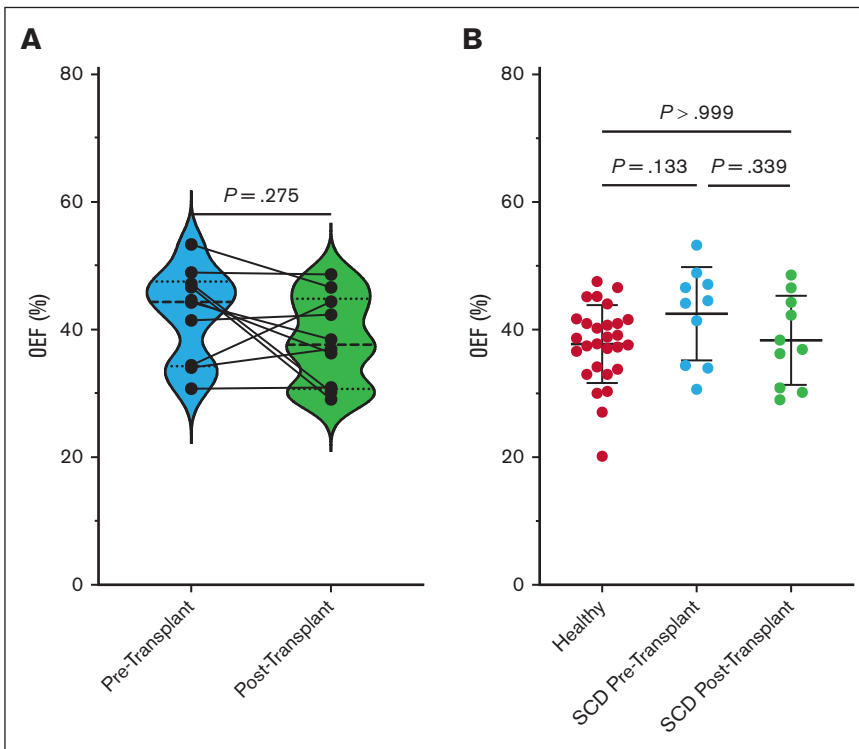 A
80
60
40
20
0
OEF (%)
P = .275
Pre-Transplant
Post-Transplant
B
80
60
40
20
0
OEF (%)
P > .999
P = .133
P = .339
Healthy
SCD Pre-Transplant
SCD Post-Transplant